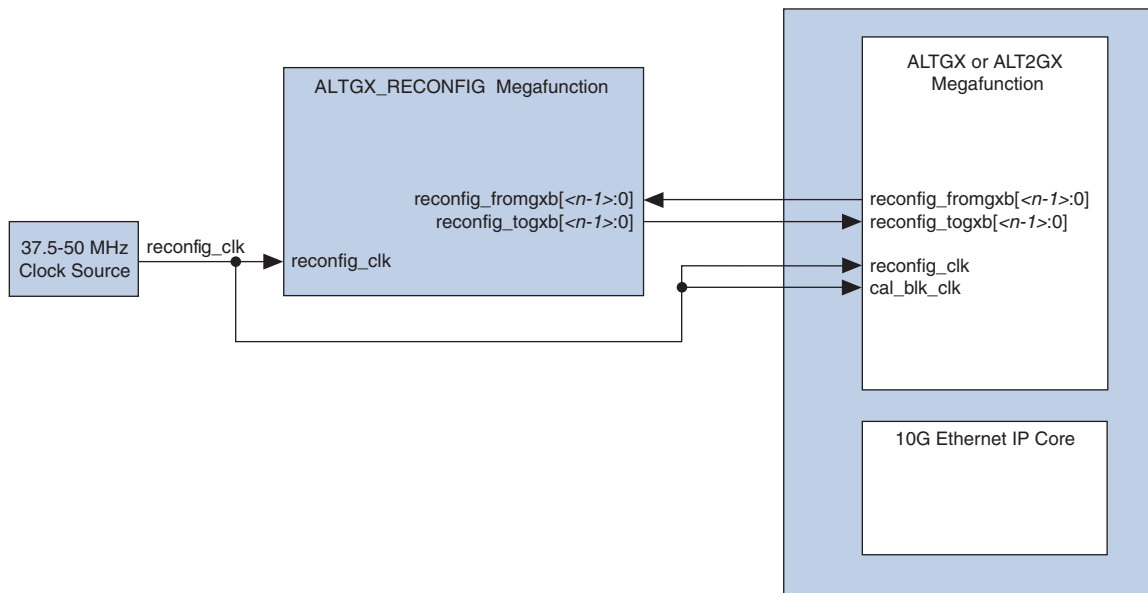 37.5-50 MHz
Clock Source
reconfig_clk
ALTGX_RECONFIG Megafunction
reconfig_fromgxb[<n-1>:0]
reconfig_togxb[<n-1>:0]
reconfig_clk
ALTGX or ALT2GX
Megafunction
reconfig_fromgxb[<n-1>:0]
reconfig_togxb[<n-1>:0]
reconfig_clk
cal_blk_clk
10G Ethernet IP Core